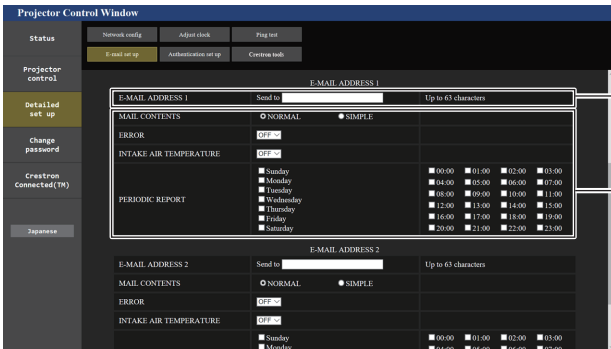 Projector Control Window
Status
Projector control
Detailed set up
Change password
Crestron Connected(TM)
Japanese
Network config Adjust clock Ping test
E-mail set up Authentication set up Crestron tools
E-MAIL ADDRESS 1
E-MAIL ADDRESS 1 Send to Up to 63 characters
MAIL CONTENTS NORMAL SIMPLE
ERROR OFF
INTAKE AIR TEMPERATURE OFF
PERIODIC REPORT
Sunday 00:00 01:00 02:00 03:00
Monday 04:00 05:00 06:00 07:00
Tuesday 08:00 09:00 10:00 11:00
Wednesday 12:00 13:00 14:00 15:00
Thursday 16:00 17:00 18:00 19:00
Friday 20:00 21:00 22:00 23:00
Saturday
E-MAIL ADDRESS 2
E-MAIL ADDRESS 2 Send to Up to 63 characters
MAIL CONTENTS NORMAL SIMPLE
ERROR OFF
INTAKE AIR TEMPERATURE OFF
Sunday 00:00 01:00 02:00 03:00
Monday